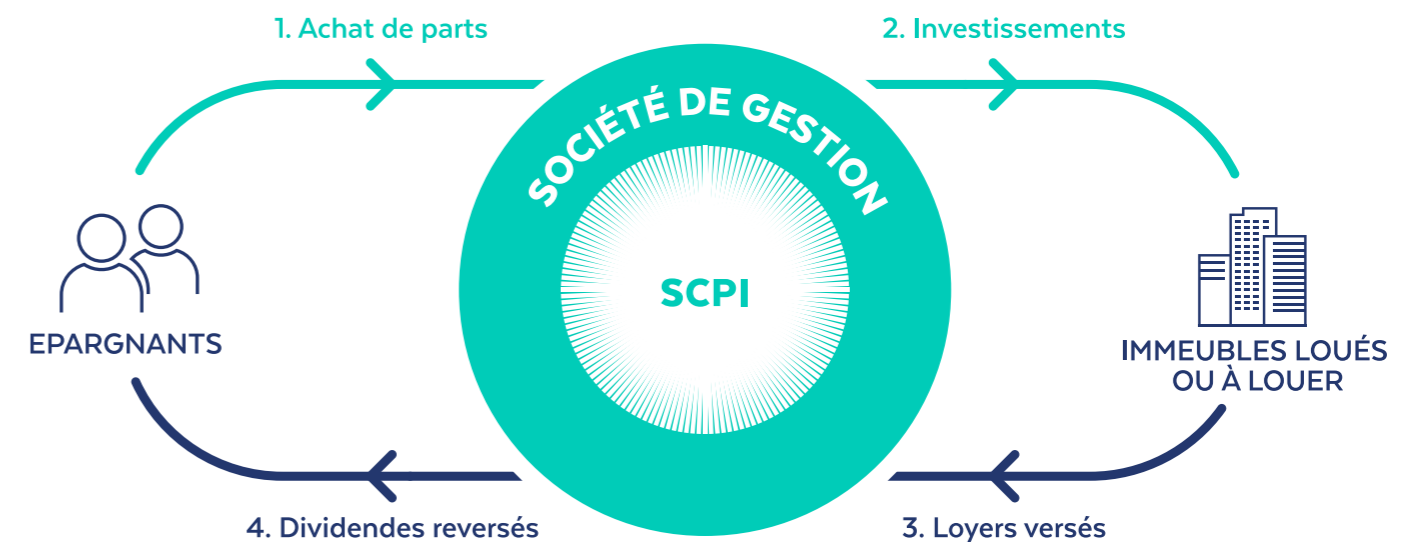 1. Achat de parts
2. Investissements
SOCIÉTÉ DE GESTION
SCPI
EPARGNANTS
IMMEUBLES LOUÉS
OU À LOUER
4. Dividendes reversés
3. Loyers versés